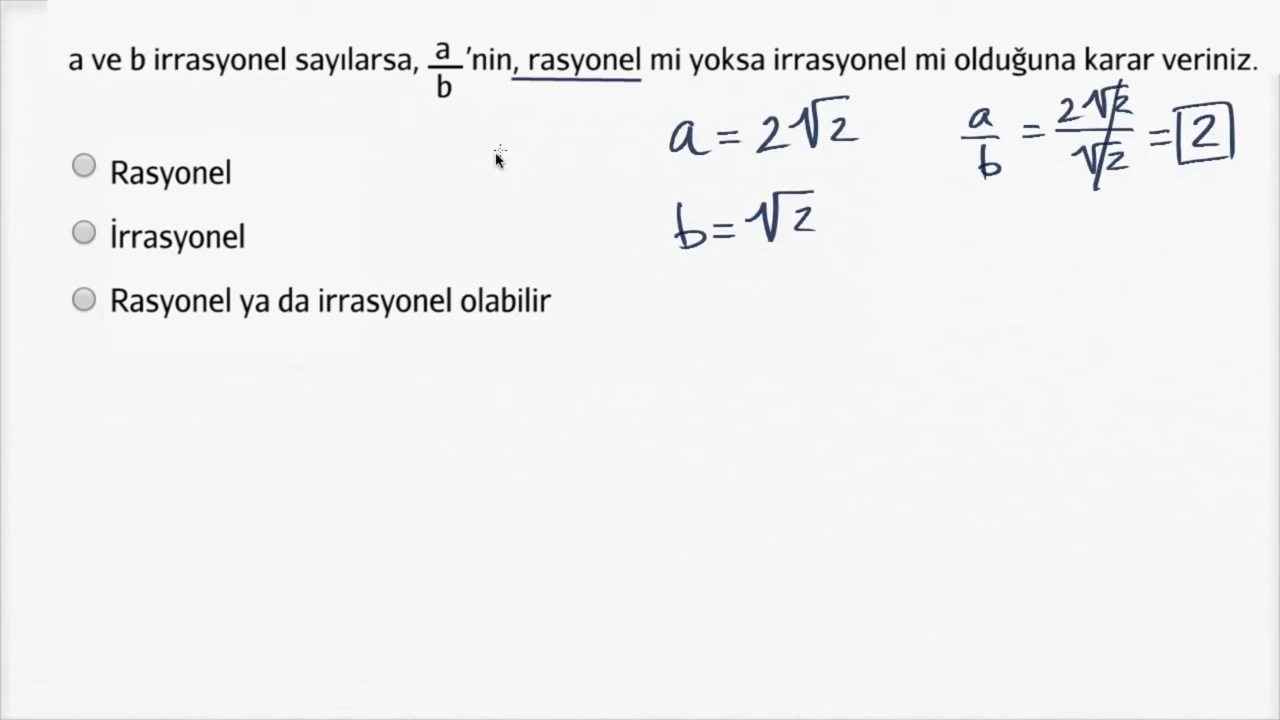 a ve b irrasyonel sayılarsa, a/b 'nin, rasyonel mi yoksa irrasyonel mi olduğuna karar veriniz.
a = 2√2
a/b = 2√2/√2 = 2
b = √2
Rasyonel
İrrasyonel
Rasyonel ya da irrasyonel olabilir